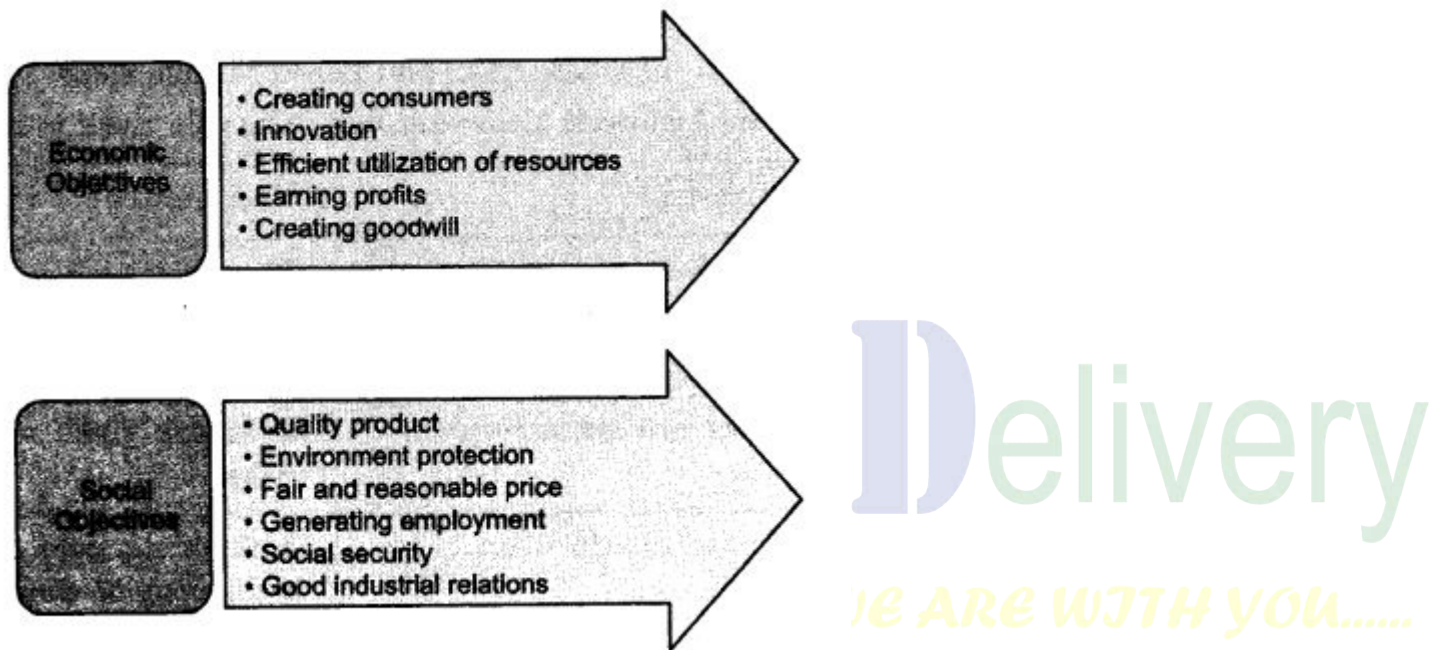 Economic
Objectives
• Creating consumers
• Innovation
• Efficient utilization of resources
• Earning profits
• Creating goodwill
Social
Objectives
• Quality product
• Environment protection
• Fair and reasonable price
• Generating employment
• Social security
• Good industrial relations
Delivery
ARE WITH YOU......